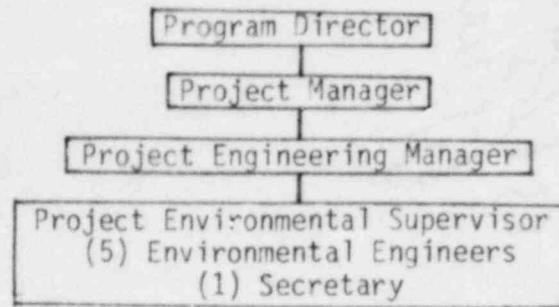 Program Director
Project Manager
Project Engineering Manager
Project Environmental Supervisor
(5) Environmental Engineers
(1) Secretary